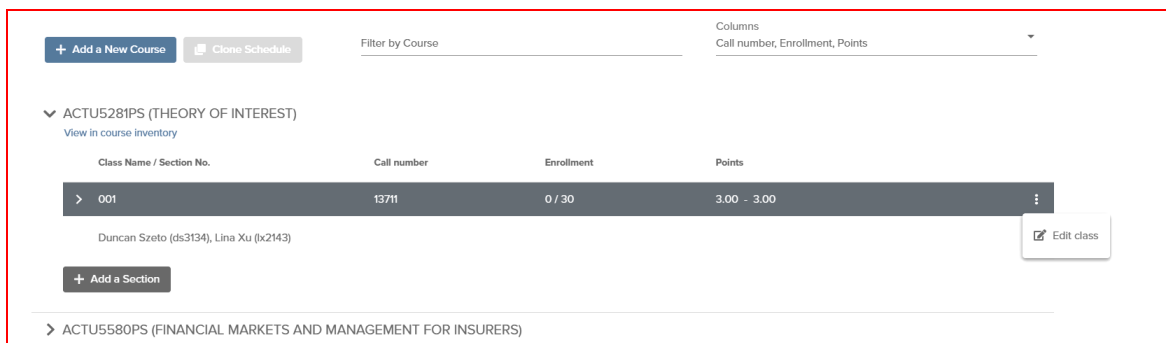 Add a New Course
Clone Schedule
Filter by Course
Columns
Call number, Enrollment, Points
ACTU5281PS (THEORY OF INTEREST)
View in course inventory
Class Name / Section No. Call number Enrollment Points
001 13711 0 / 30 3.00 - 3.00
Duncan Szeto (ds3134), Lina Xu (lx2143)
Edit class
+ Add a Section
ACTU5580PS (FINANCIAL MARKETS AND MANAGEMENT FOR INSURERS)